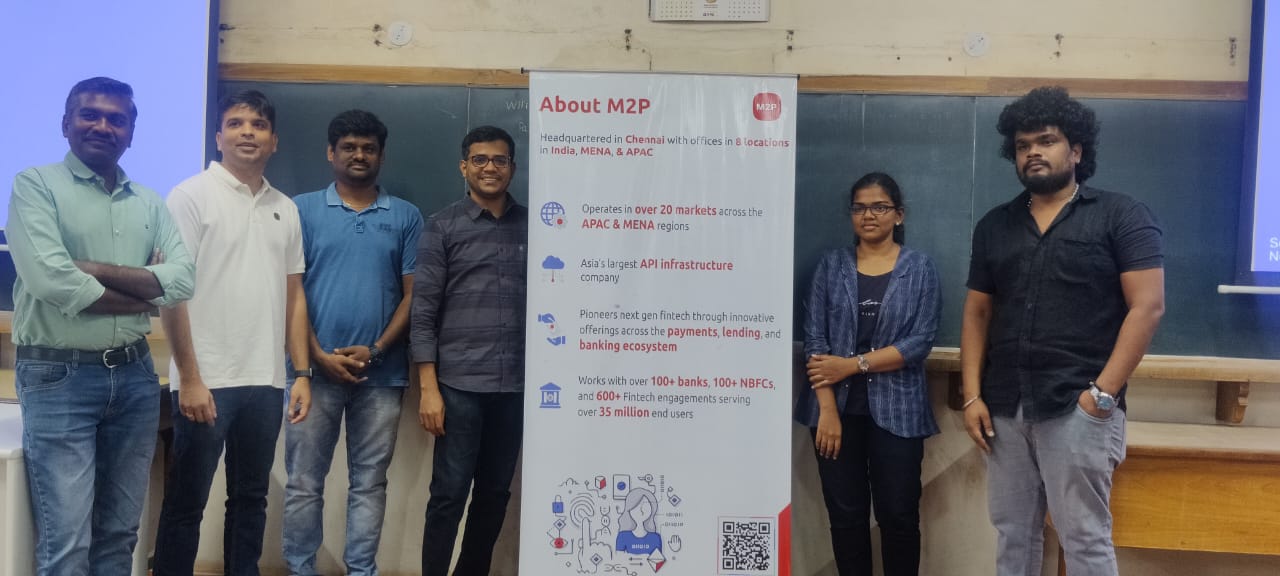 About M2P
M2P
Headquartered in Chennai with offices in 8 locations
in India, MENA, & APAC
Operates in over 20 markets across the
APAC & MENA regions
Asia's largest API infrastructure
company
Pioneers next gen fintech through innovative
offerings across the payments, lending, and
banking ecosystem
Works with over 100+ banks, 100+ NBFCs,
and 600+ Fintech engagements serving
over 35 million end users